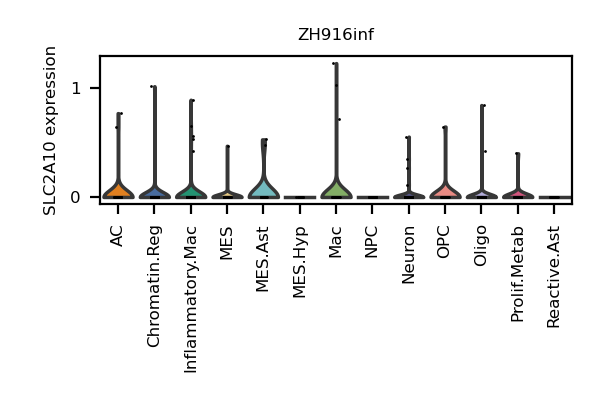 ZH916inf
SLC2A10 expression
1
0
AC
Chromatin.Reg
Inflammatory.Mac
MES
MES.Ast
MES.Hyp
Mac
NPC
Neuron
OPC
Oligo
Prolif.Metab
Reactive.Ast